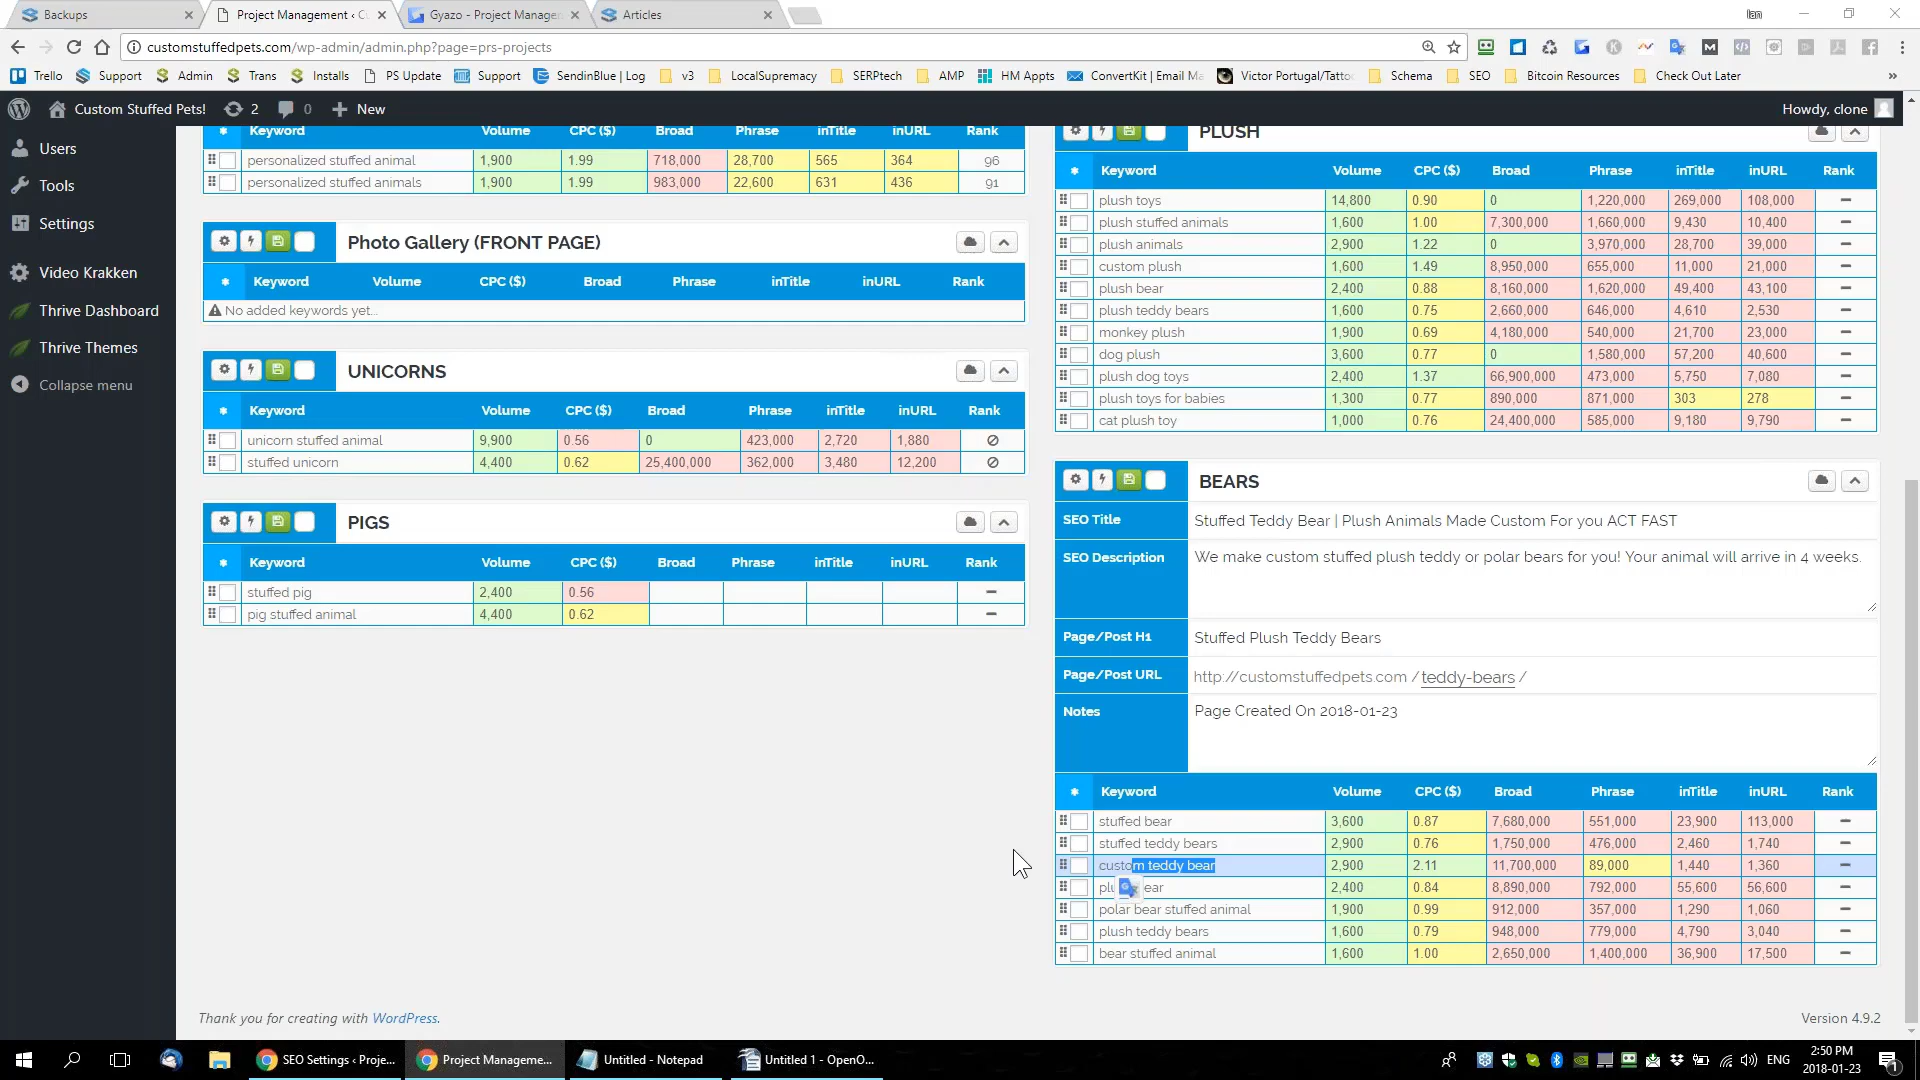 Backups
Project Management ‹ Cu
Gyazo - Project Manage
Articles
Ian
customstuffedpets.com/wp-admin/admin.php?page=prs-projects
Trello
Support
Admin
Trans
Installs
PS Update
Support
SendinBlue | Log
v3
LocalSupremacy
SERPtech
AMP
HM Appts
ConvertKit | Email Ma
Victor Portugal/Tatto
Schema
SEO
Bitcoin Resources
Check Out Later
»
Custom Stuffed Pets!
2
0
New
Howdy, clone
Users
Tools
Settings
Video Krakken
Thrive Dashboard
Thrive Themes
Collapse menu
Keyword Volume CPC ($) Broad Phrase inTitle inURL Rank
personalized stuffed animal 1,900 1.99 718,000 28,700 565 364 96
personalized stuffed animals 1,900 1.99 983,000 22,600 631 436 91
Photo Gallery (FRONT PAGE)
Keyword Volume CPC ($) Broad Phrase inTitle inURL Rank
No added keywords yet...
UNICORNS
Keyword Volume CPC ($) Broad Phrase inTitle inURL Rank
unicorn stuffed animal 9,900 0.56 0 423,000 2,720 1,880
stuffed unicorn 4,400 0.62 25,400,000 362,000 3,480 12,200
PIGS
Keyword Volume CPC ($) Broad Phrase inTitle inURL Rank
stuffed pig 2,400 0.56 –
pig stuffed animal 4,400 0.62 –
PLUSH
Keyword Volume CPC ($) Broad Phrase inTitle inURL Rank
plush toys 14,800 0.90 0 1,220,000 269,000 108,000 –
plush stuffed animals 1,600 1.00 7,300,000 1,660,000 9,430 10,400 –
plush animals 2,900 1.22 0 3,970,000 28,700 39,000 –
custom plush 1,600 1.49 8,950,000 655,000 11,000 21,000 –
plush bear 2,400 0.88 8,160,000 1,620,000 49,400 43,100 –
plush teddy bears 1,600 0.75 2,660,000 646,000 4,610 2,530 –
monkey plush 1,900 0.69 4,180,000 540,000 21,700 23,000 –
dog plush 3,600 0.77 0 1,580,000 57,200 40,600 –
plush dog toys 2,400 1.37 66,900,000 473,000 5,750 7,080 –
plush toys for babies 1,300 0.77 890,000 871,000 303 278 –
cat plush toy 1,000 0.76 24,400,000 585,000 9,180 9,790 –
BEARS
SEO Title Stuffed Teddy Bear | Plush Animals Made Custom For you ACT FAST
SEO Description We make custom stuffed plush teddy or polar bears for you! Your animal will arrive in 4 weeks.
Page/Post H1 Stuffed Plush Teddy Bears
Page/Post URL http://customstuffedpets.com /teddy-bears /
Notes Page Created On 2018-01-23
Keyword Volume CPC ($) Broad Phrase inTitle inURL Rank
stuffed bear 3,600 0.87 7,680,000 551,000 23,900 113,000 –
stuffed teddy bears 2,900 0.76 1,750,000 476,000 2,460 1,740 –
custom teddy bear 2,900 2.11 11,700,000 89,000 1,440 1,360 –
plu ear 2,400 0.84 8,890,000 792,000 55,600 56,600 –
polar bear stuffed animal 1,900 0.99 912,000 357,000 1,290 1,060 –
plush teddy bears 1,600 0.79 948,000 779,000 4,790 3,040 –
bear stuffed animal 1,600 1.00 2,650,000 1,400,000 36,900 17,500 –
Thank you for creating with WordPress.
Version 4.9.2
SEO Settings ‹ Proje...
Project Manageme...
Untitled - Notepad
Untitled 1 - OpenO...
ENG
2:50 PM
2018-01-23
1